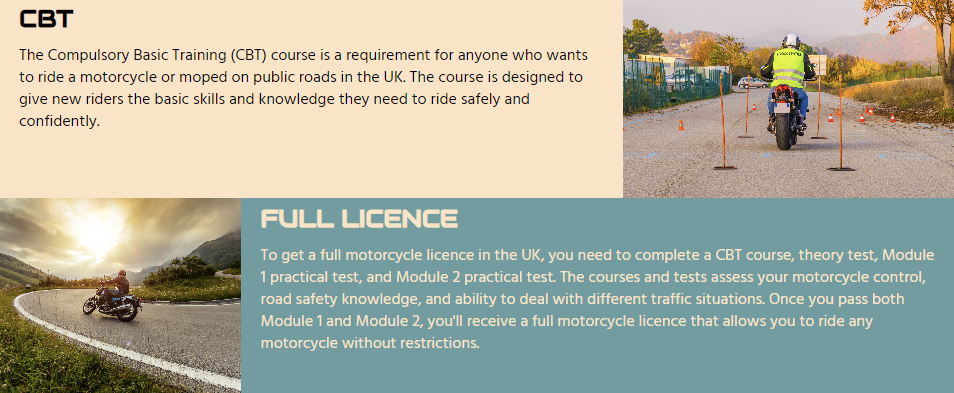 CBT
The Compulsory Basic Training (CBT) course is a requirement for anyone who wants
to ride a motorcycle or moped on public roads in the UK. The course is designed to
give new riders the basic skills and knowledge they need to ride safely and
confidently.
FULL LICENCE
To get a full motorcycle licence in the UK, you need to complete a CBT course, theory test, Module
1 practical test, and Module 2 practical test. The courses and tests assess your motorcycle control,
road safety knowledge, and ability to deal with different traffic situations. Once you pass both
Module 1 and Module 2, you'll receive a full motorcycle licence that allows you to ride any
motorcycle without restrictions.